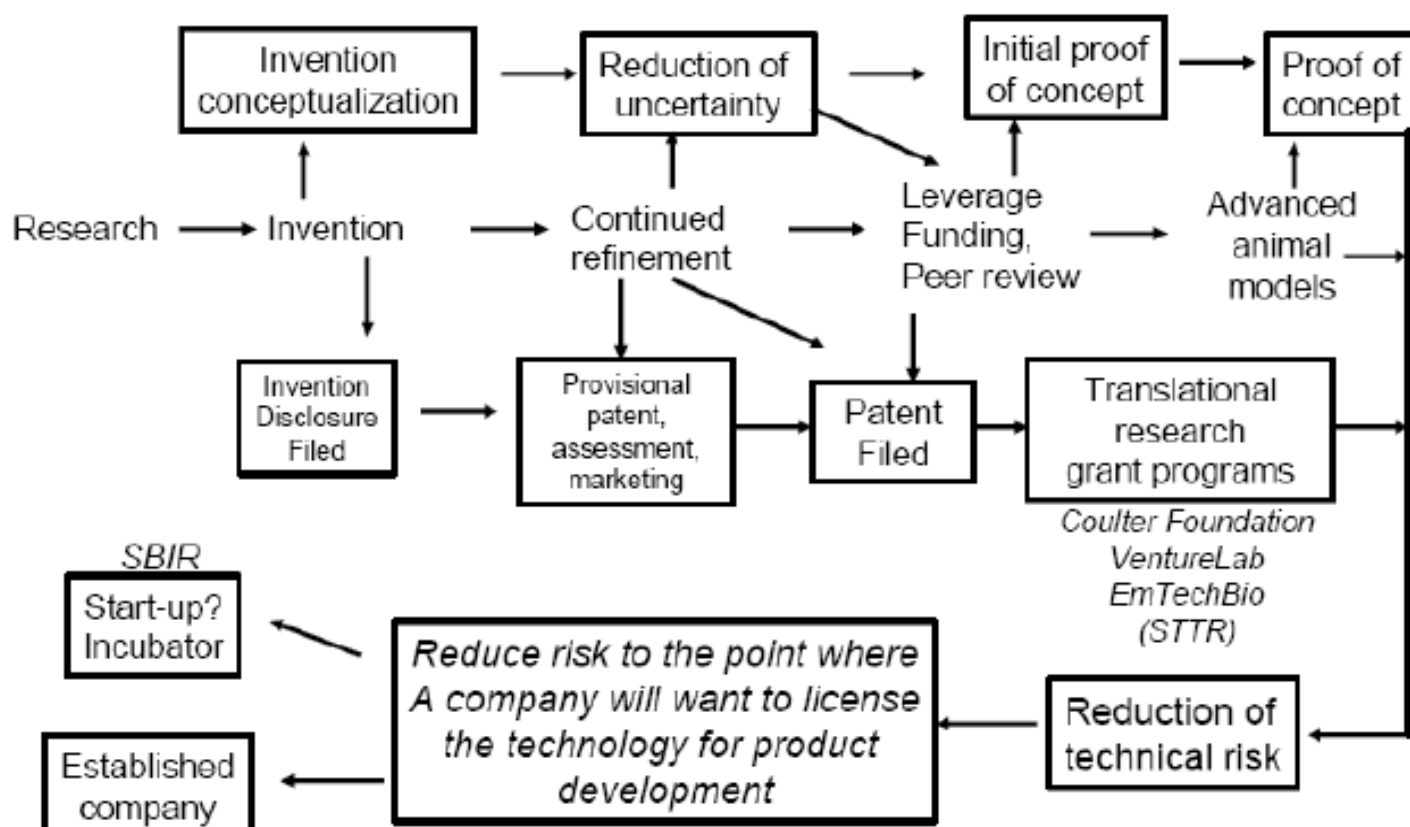 Invention
conceptualization
Reduction of
uncertainty
Initial proof
of concept
Proof of
concept
Research
Invention
Continued
refinement
Leverage
Funding,
Peer review
Advanced
animal
models
Invention
Disclosure
Filed
Provisional
patent,
assessment,
marketing
Patent
Filed
Translational
research
grant programs
Coulter Foundation
VentureLab
EmTechBio
(STTR)
SBIR
Start-up?
Incubator
Reduce risk to the point where
A company will want to license
the technology for product
development
Reduction of
technical risk
Established
company